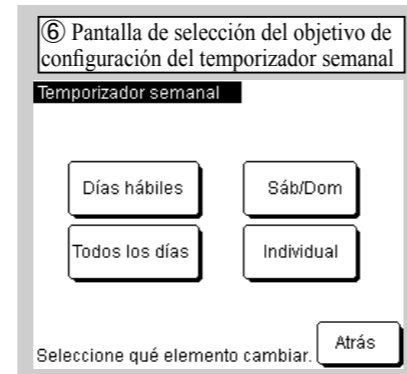 ⑥ Pantalla de selección del objetivo de
configuración del temporizador semanal
Temporizador semanal
Días hábiles
Sáb/Dom
Todos los días
Individual
Seleccione qué elemento cambiar.
Atrás